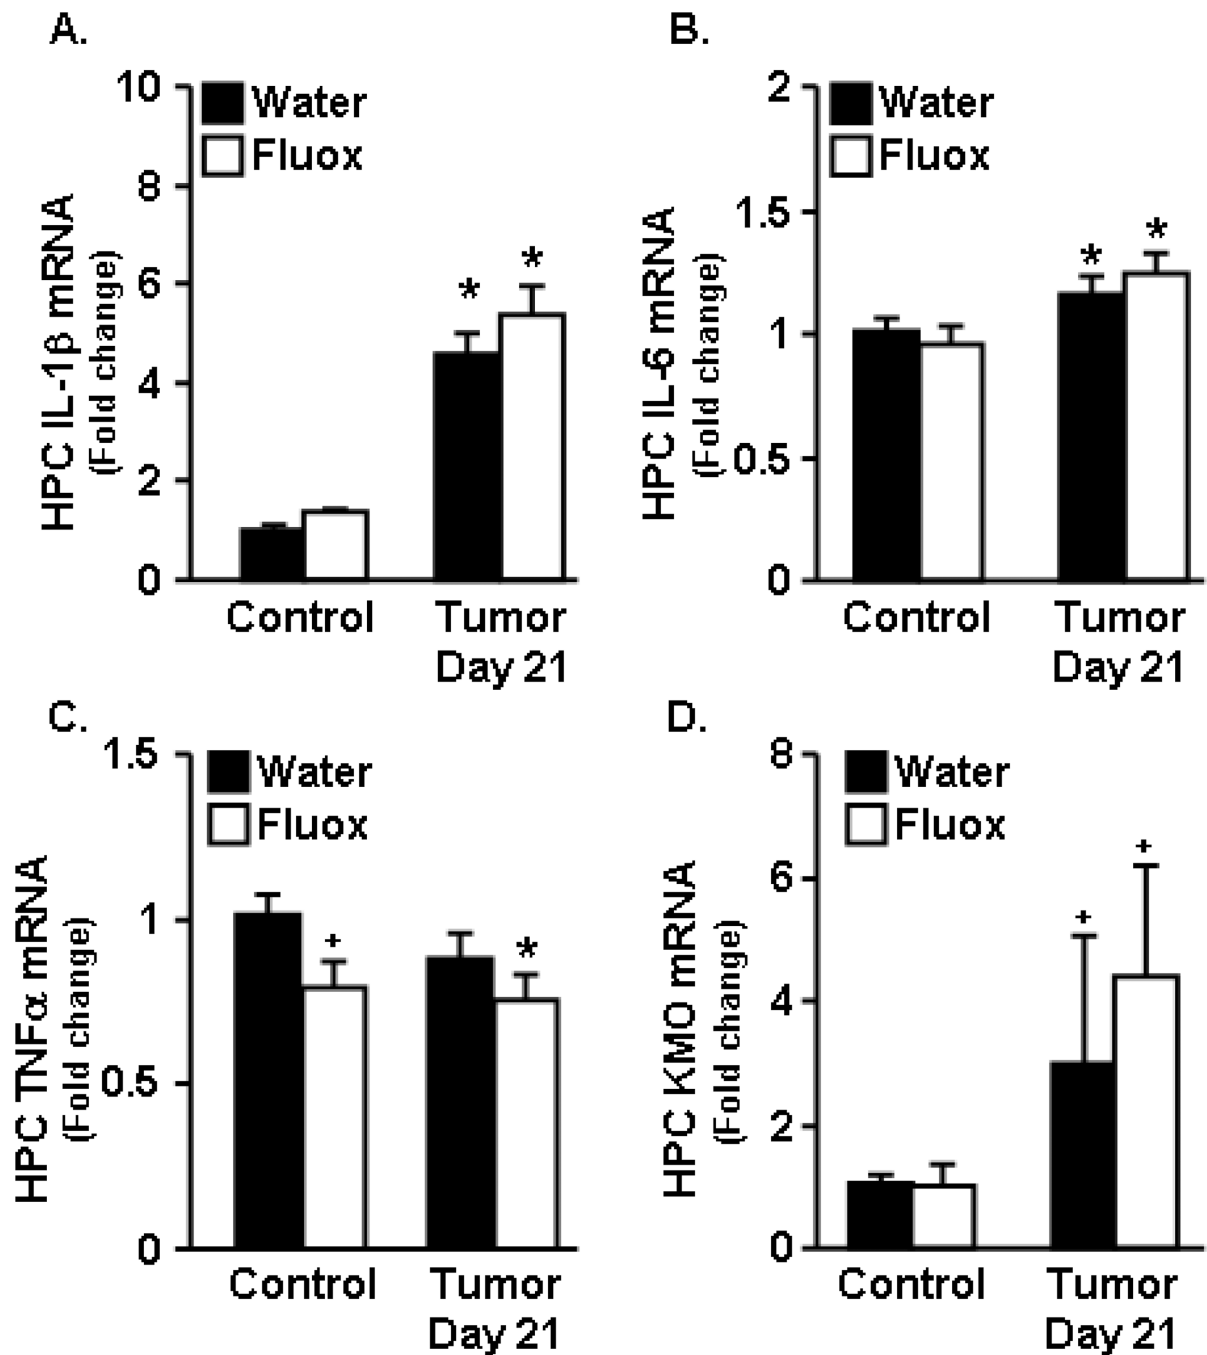 A.
10
8
6
4
2
0
HPC IL-1β mRNA
(Fold change)
Water
Fluox
*
*
Control
Tumor
Day 21
B.
2
1.5
1
0.5
0
HPC IL-6 mRNA
(Fold change)
Water
Fluox
*
*
Control
Tumor
Day 21
C.
1.5
1
0.5
0
HPC TNFα mRNA
(Fold change)
Water
Fluox
+
*
Control
Tumor
Day 21
D.
8
6
4
2
0
HPC KMO mRNA
(Fold change)
Water
Fluox
+
+
Control
Tumor
Day 21